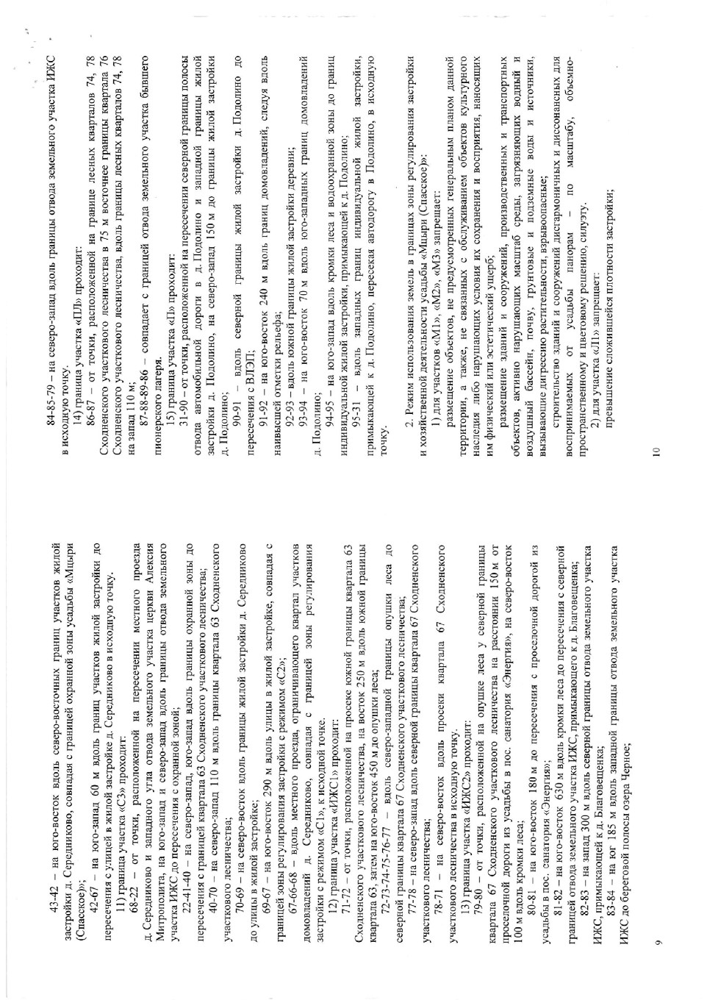 43-42 – на юго-восток вдоль северо-восточных границ участков жилой
застройки д. Середниково, совпадая с границей охранной зоны усадьбы «Мцыри
(Спасское)»;
42-67 – на юго-запад 60 м вдоль границ участков жилой застройки до
пересечения с улицей в жилой застройке д. Середниково в исходную точку.
11) граница участка «С3» проходит:
68-22 – от точки, расположенной на пересечении местного проезда
д. Середниково и западного угла отвода земельного участка церкви Алексия
Митрополита, на юго-запад и северо-запад вдоль границы отвода земельного
участка ИЖС до пересечения с охранной зоной;
22-41-40 – на северо-запад, юго-запад вдоль границы охранной зоны до
пересечения с границей квартала 63 Сходненского участкового лесничества;
40-70 – на северо-запад 110 м вдоль границы квартала 63 Сходненского
участкового лесничества;
70-69 – на северо-восток вдоль границы жилой застройки д. Середниково
до улицы в жилой застройке;
69-67 – на юго-восток 290 м вдоль улицы в жилой застройке, совпадая с
границей зоны регулирования застройки с режимом «С2»;
67-66-68 – вдоль местного проезда, ограничивающего квартал участков
домовладений д. Середниково, совпадая с границей зоны регулирования
застройки с режимом «С1», к исходной точке.
12) граница участка «ИЖС1» проходит:
71-72 – от точки, расположенной на просеке южной границы квартала 63
Сходненского участкового лесничества, на восток 250 м вдоль южной границы
квартала 63, затем на юго-восток 450 м до опушки леса;
72-73-74-75-76-77 – вдоль северо-западной границы опушки леса до
северной границы квартала 67 Сходненского участкового лесничества;
77-78 – на северо-запад вдоль северной границы квартала 67 Сходненского
участкового лесничества;
78-71 – на северо-восток вдоль просеки квартала 67 Сходненского
участкового лесничества в исходную точку.
13) граница участка «ИЖС2» проходит:
79-80 – от точки, расположенной на опушке леса у северной границы
квартала 67 Сходненского участкового лесничества на расстоянии 150 м от
проселочной дороги из усадьбы в пос. санатория «Энергия», на северо-восток
100 м вдоль кромки леса;
80-81 – на юго-восток 180 м до пересечения с проселочной дорогой из
усадьбы в пос. санатория «Энергия»;
81-82 – на юго-восток 630 м вдоль кромки леса до пересечения с северной
границей отвода земельного участка ИЖС, примыкающего к д. Благовещенка;
82-83 – на запад 300 м вдоль северной границы отвода земельного участка
ИЖС, примыкающей к д. Благовещенка;
83-84 – на юг 185 м вдоль западной границы отвода земельного участка
ИЖС до береговой полосы озера Черное;
9
84-85-79 – на северо-запад вдоль границы отвода земельного участка ИЖС
в исходную точку.
14) граница участка «ПЛ» проходит:
86-87 – от точки, расположенной на границе лесных кварталов 74, 78
Сходненского участкового лесничества в 75 м восточнее границы квартала 76
Сходненского участкового лесничества, вдоль границы лесных кварталов 74, 78
на запад 110 м;
87-88-89-86 – совпадает с границей отвода земельного участка бывшего
пионерского лагеря.
15) граница участка «П» проходит:
31-90 – от точки, расположенной на пересечении северной границы полосы
отвода автомобильной дороги в д. Подолино и западной границы жилой
застройки д. Подолино, на северо-запад 150 м до границы жилой застройки
д. Подолино;
90-91 – вдоль северной границы жилой застройки д. Подолино до
пересечения с ВЛЭП;
91-92 – на юго-восток 240 м вдоль границ домовладений, следуя вдоль
наивысшей отметки рельефа;
92-93 – вдоль южной границы жилой застройки деревни;
93-94 – на юго-восток 70 м вдоль юго-западных границ домовладений
д. Подолино;
94-95 – на юго-запад вдоль кромки леса и водоохранной зоны до границ
индивидуальной жилой застройки, примыкающей к д. Подолино;
95-31 – вдоль западных границ индивидуальной жилой застройки,
примыкающей к д. Подолино, пересекая автодорогу в Подолино, в исходную
точку.
2. Режим использования земель в границах зоны регулирования застройки
и хозяйственной деятельности усадьбы «Мцыри (Спасское)»:
1) для участков «М1», «М2», «М3» запрещает:
размещение объектов, не предусмотренных генеральным планом данной
территории, а также, не связанных с обслуживанием объектов культурного
наследия либо нарушающих условия их сохранения и восприятия, наносящих
им физический или эстетический ущерб;
размещение зданий и сооружений, производственных и транспортных
объектов, активно нарушающих масштаб среды, загрязняющих водный и
воздушный бассейн, почву, грунтовые и подземные воды и источники,
вызывающие дигрессию растительности, взрывоопасные;
строительство зданий и сооружений дисгармоничных и диссонансных для
воспринимаемых от усадьбы панорам – по масштабу, объемно-
пространственному и цветовому решению, силуэту.
2) для участка «Л1» запрещает:
превышение сложившейся плотности застройки;
10